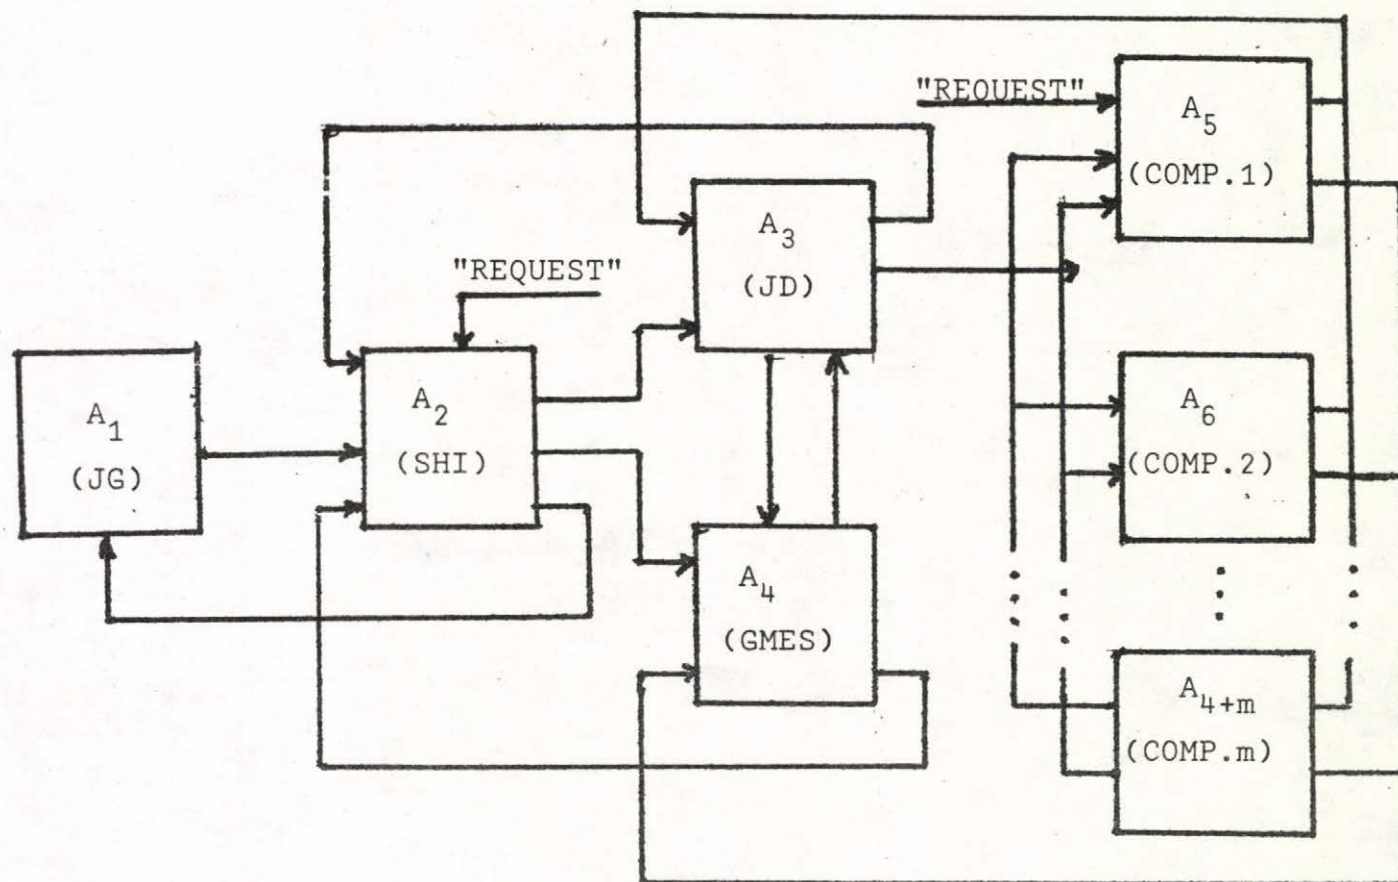 "REQUEST"
A5
(COMP.1)
A3
(JD)
"REQUEST"
A1
(JG)
A2
(SHI)
A6
(COMP.2)
A4
(GMES)
A4+m
(COMP.m)